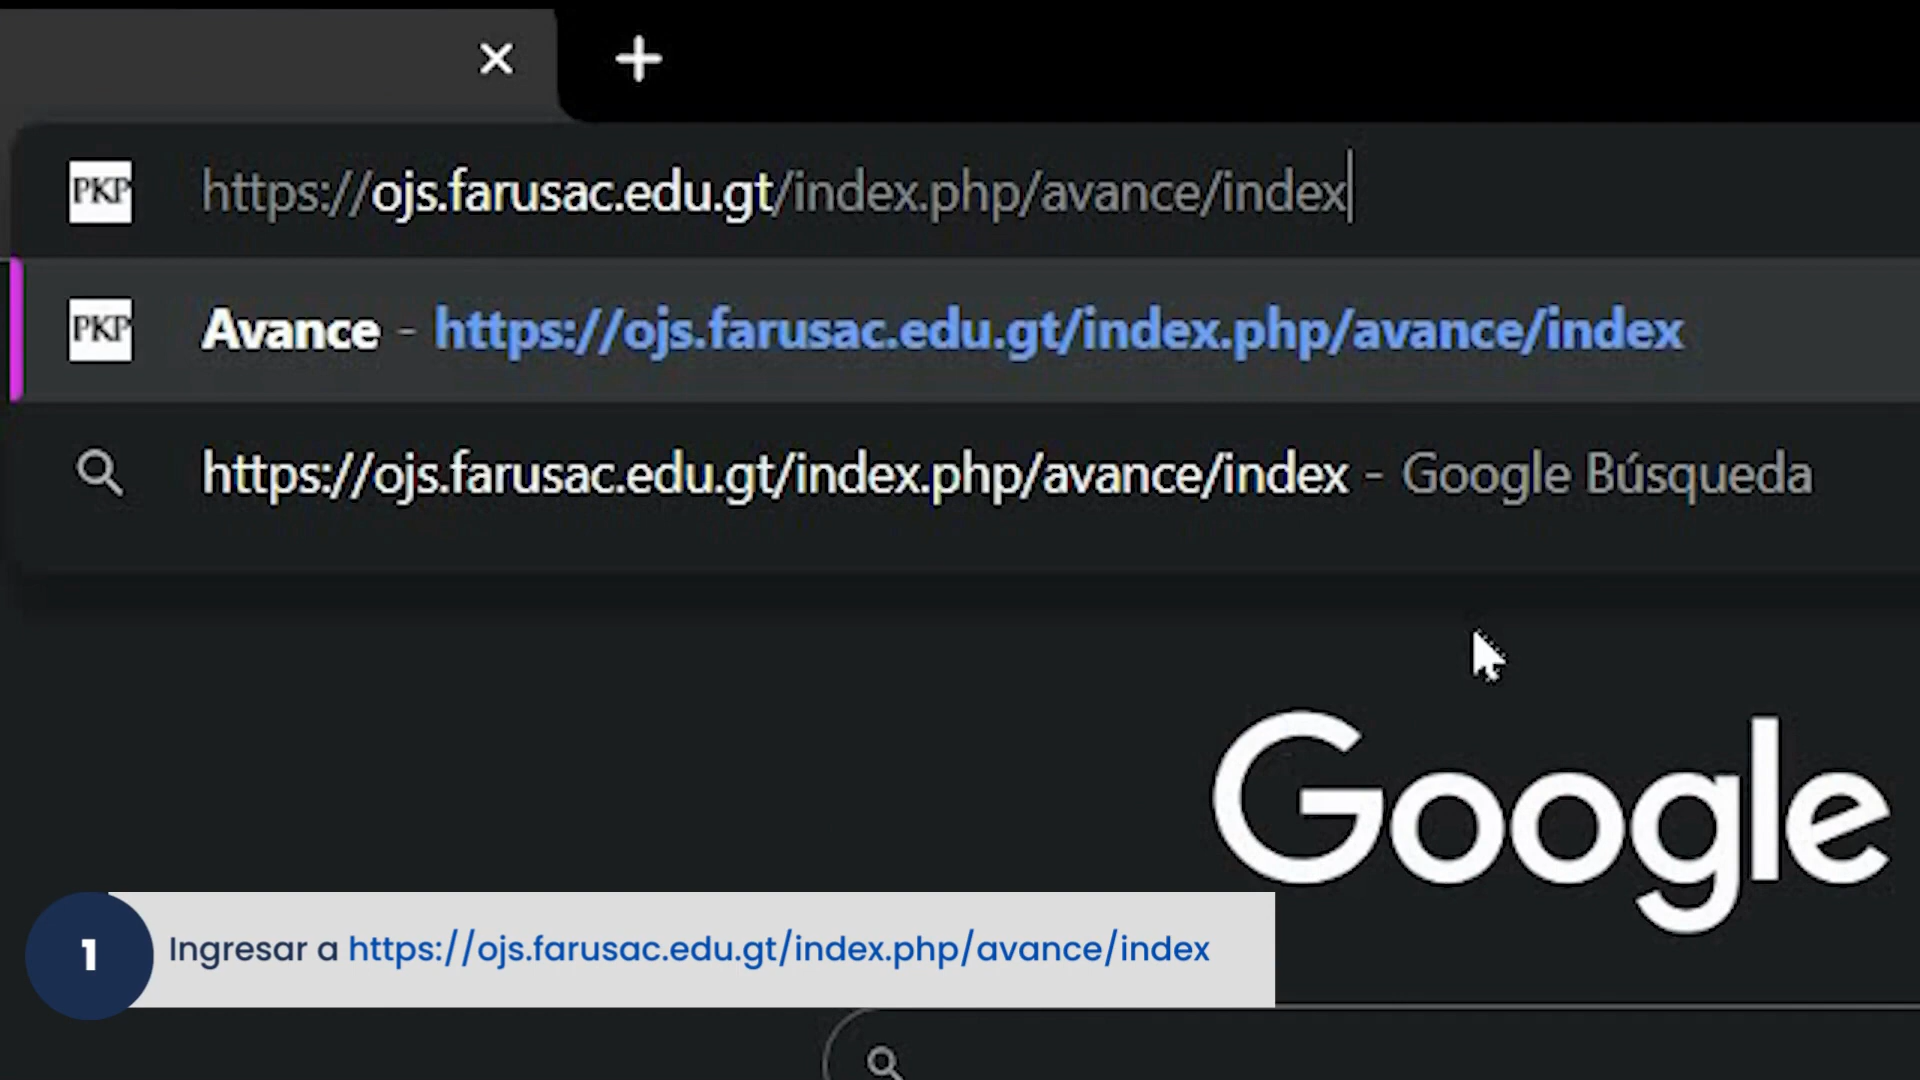 PKP https://ojs.farusac.edu.gt/index.php/avance/index
PKP Avance - https://ojs.farusac.edu.gt/index.php/avance/index
https://ojs.farusac.edu.gt/index.php/avance/index - Google Búsqueda
Google
1 Ingresar a https://ojs.farusac.edu.gt/index.php/avance/index